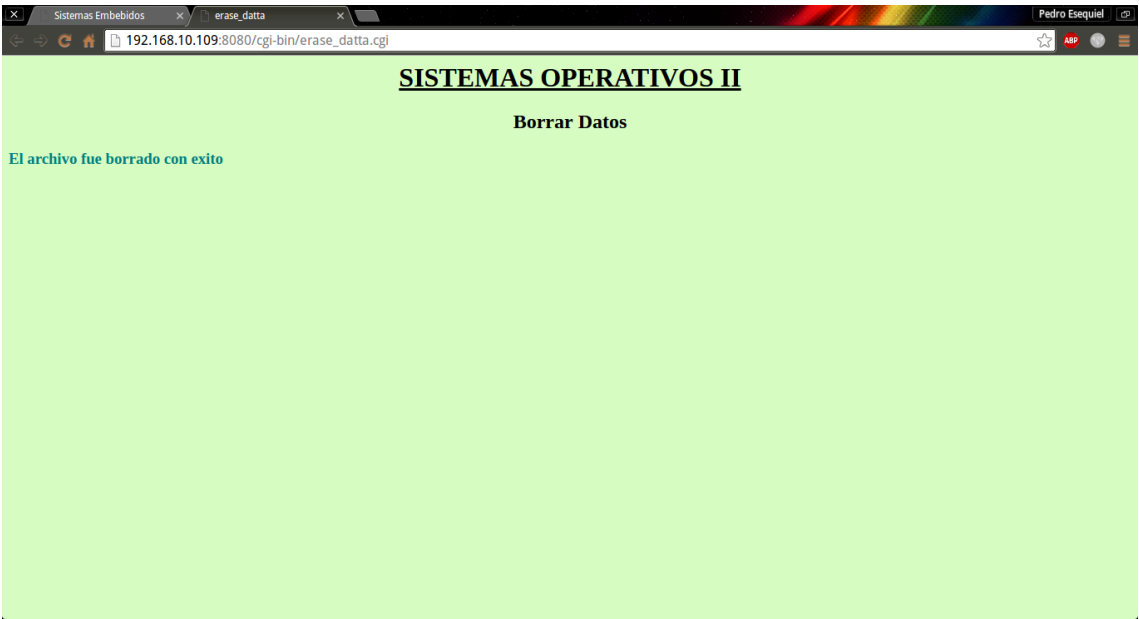 Sistemas Embebidos
erase_datta
Pedro Esequiel
192.168.10.109:8080/cgi-bin/erase_datta.cgi
ABP
SISTEMAS OPERATIVOS II
Borrar Datos
El archivo fue borrado con exito